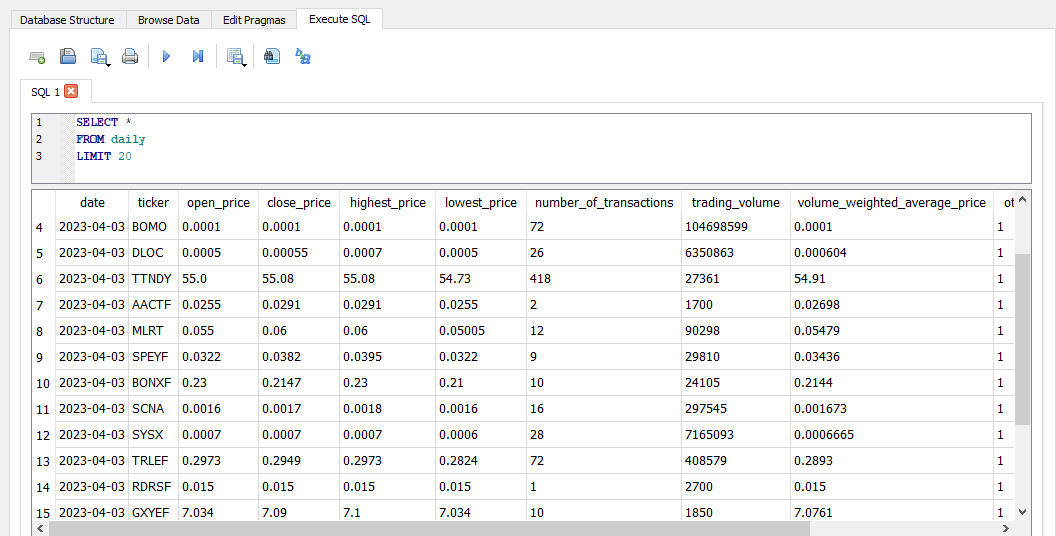 Database Structure Browse Data Edit Pragmas Execute SQL
SQL 1
1 SELECT *
2 FROM daily
3 LIMIT 20
date ticker open_price close_price highest_price lowest_price number_of_transactions trading_volume volume_weighted_average_price ot
4 2023-04-03 BOMO 0.0001 0.0001 0.0001 0.0001 72 104698599 0.0001 1
5 2023-04-03 DLOC 0.0005 0.00055 0.0007 0.0005 26 6350863 0.000604 1
6 2023-04-03 TTNDY 55.0 55.08 55.08 54.73 418 27361 54.91 1
7 2023-04-03 AACTF 0.0255 0.0291 0.0291 0.0255 2 1700 0.02698 1
8 2023-04-03 MLRT 0.055 0.06 0.06 0.05005 12 90298 0.05479 1
9 2023-04-03 SPEYF 0.0322 0.0382 0.0395 0.0322 9 29810 0.03436 1
10 2023-04-03 BONXF 0.23 0.2147 0.23 0.21 10 24105 0.2144 1
11 2023-04-03 SCNA 0.0016 0.0017 0.0018 0.0016 16 297545 0.001673 1
12 2023-04-03 SYSX 0.0007 0.0007 0.0007 0.0006 28 7165093 0.0006665 1
13 2023-04-03 TRLEF 0.2973 0.2949 0.2973 0.2824 72 408579 0.2893 1
14 2023-04-03 RDRSF 0.015 0.015 0.015 0.015 1 2700 0.015 1
15 2023-04-03 GXYEF 7.034 7.09 7.1 7.034 10 1850 7.0761 1